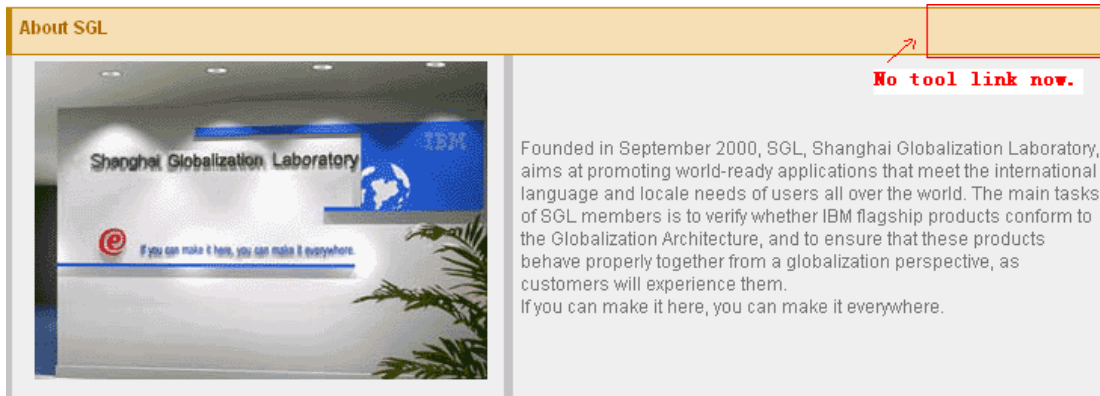 About SGL
No tool link now.
IBM
Shanghai Globalization Laboratory
If you can make it here, you can make it everywhere.
Founded in September 2000, SGL, Shanghai Globalization Laboratory,
aims at promoting world-ready applications that meet the international
language and locale needs of users all over the world. The main tasks
of SGL members is to verify whether IBM flagship products conform to
the Globalization Architecture, and to ensure that these products
behave properly together from a globalization perspective, as
customers will experience them.
If you can make it here, you can make it everywhere.